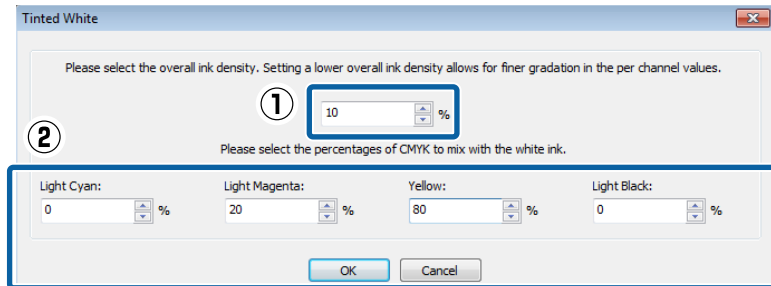 Tinted White
Please select the overall ink density. Setting a lower overall ink density allows for finer gradation in the per channel values.
① 10 %
②
Please select the percentages of CMYK to mix with the white ink.
Light Cyan: Light Magenta: Yellow: Light Black:
0 % 20 % 80 % 0 %
OK Cancel